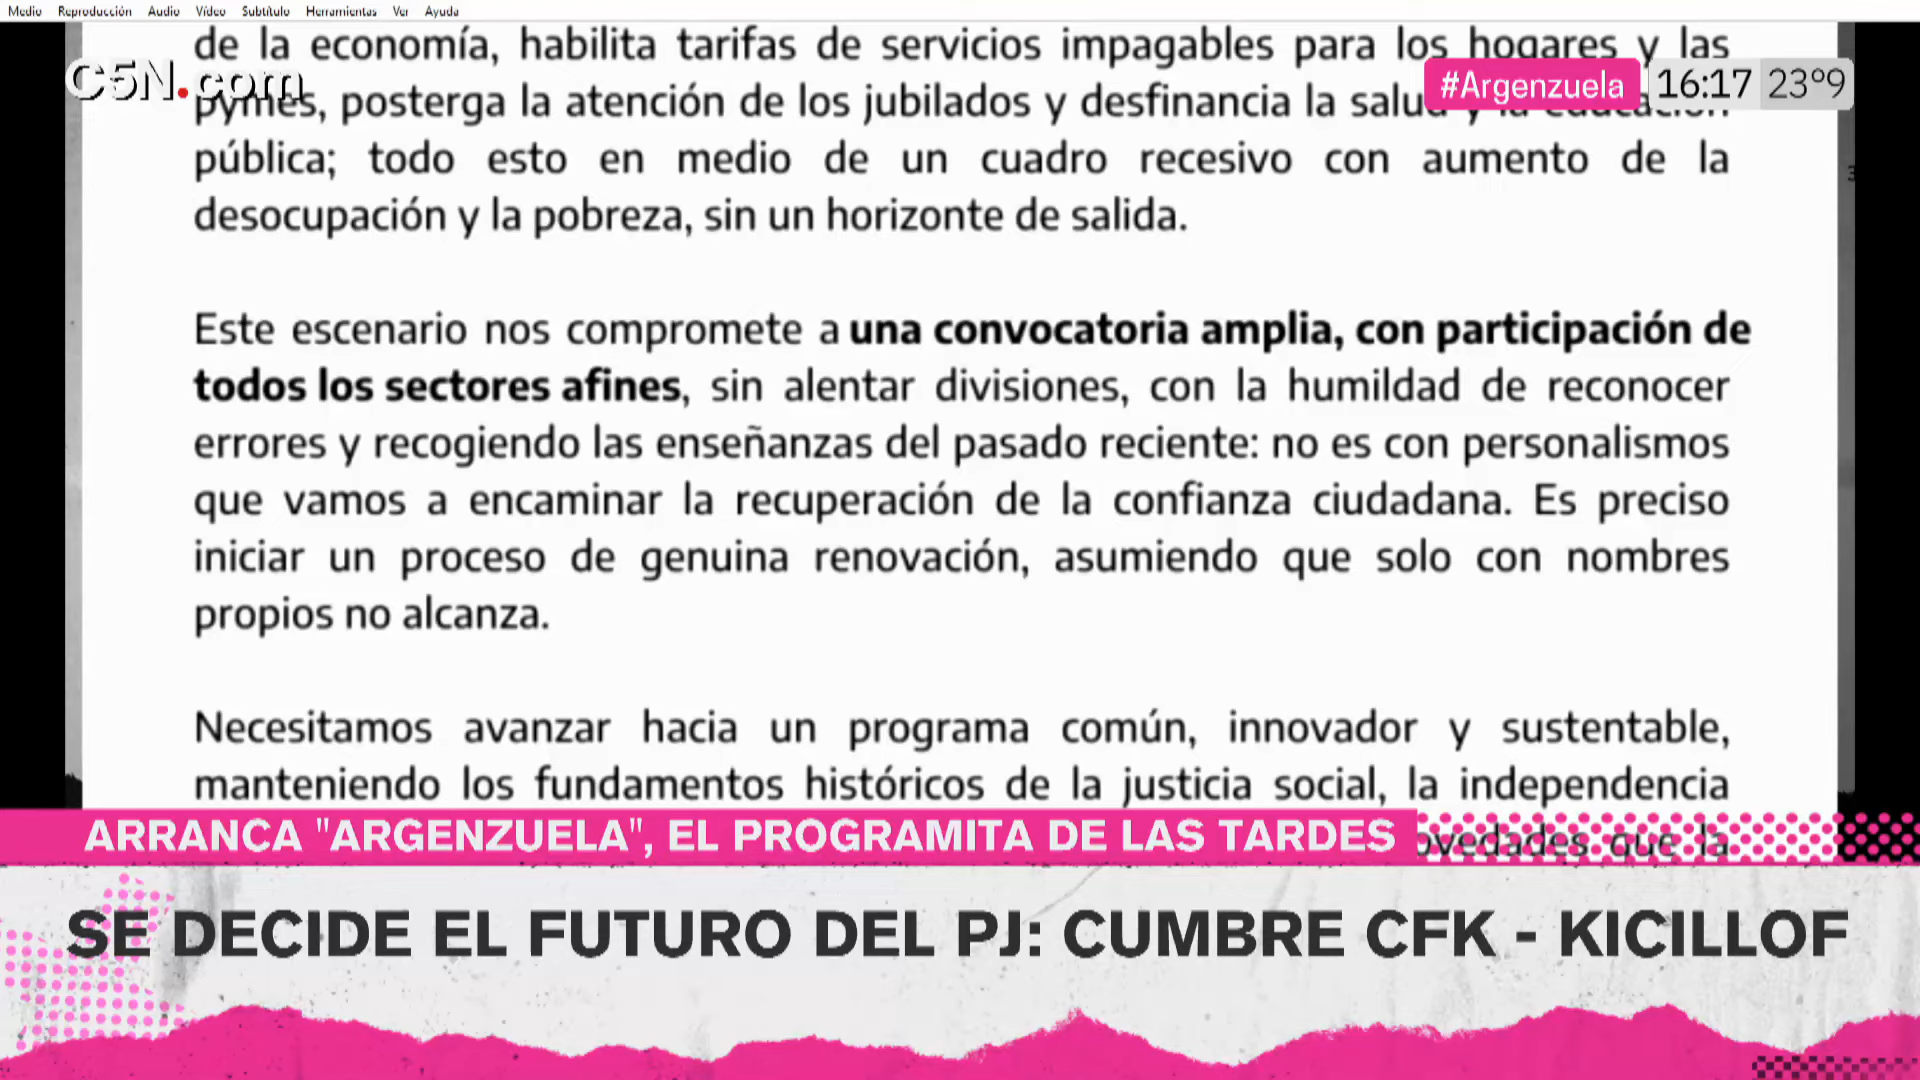 Medio Reproducción Audio Vídeo Subtítulo Herramientas Ver Ayuda
de la economía, habilita tarifas de servicios impagables para los hogares y las
C5N.com
#Argenzuela 16:17 23°9
pymes, posterga la atención de los jubilados y desfinancia la salud y la educación
pública; todo esto en medio de un cuadro recesivo con aumento de la
desocupación y la pobreza, sin un horizonte de salida.
Este escenario nos compromete a una convocatoria amplia, con participación de
todos los sectores afines, sin alentar divisiones, con la humildad de reconocer
errores y recogiendo las enseñanzas del pasado reciente: no es con personalismos
que vamos a encaminar la recuperación de la confianza ciudadana. Es preciso
iniciar un proceso de genuina renovación, asumiendo que solo con nombres
propios no alcanza.
Necesitamos avanzar hacia un programa común, innovador y sustentable,
manteniendo los fundamentos históricos de la justicia social, la independencia
ARRANCA "ARGENZUELA", EL PROGRAMITA DE LAS TARDES
que la
SE DECIDE EL FUTURO DEL PJ: CUMBRE CFK - KICILLOF